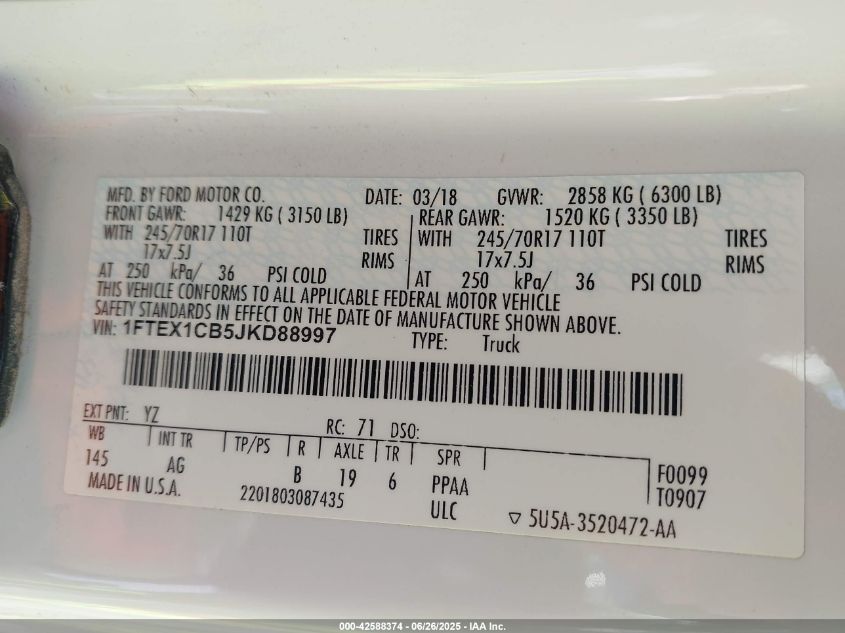 MFD. BY FORD MOTOR CO. DATE: 03/18 GVWR: 2858 KG ( 6300 LB)
FRONT GAWR: 1429 KG ( 3150 LB) REAR GAWR: 1520 KG ( 3350 LB)
WITH 245/70R17 110T TIRES WITH 245/70R17 110T TIRES
17x7.5J RIMS 17x7.5J RIMS
AT 250 kPa/ 36 PSI COLD AT 250 kPa/ 36 PSI COLD
THIS VEHICLE CONFORMS TO ALL APPLICABLE FEDERAL MOTOR VEHICLE
SAFETY STANDARDS IN EFFECT ON THE DATE OF MANUFACTURE SHOWN ABOVE.
VIN: 1FTEX1CB5JKD88997 TYPE: Truck
EXT PNT: YZ RC: 71 DSO:
WB INT TR TP/PS R AXLE TR SPR F0099
145 AG B 19 6 PPAA T0907
MADE IN U.S.A. 2201803087435 ULC 5U5A-3520472-AA
000-42588374 / 06/26/2025 - IAA Inc.